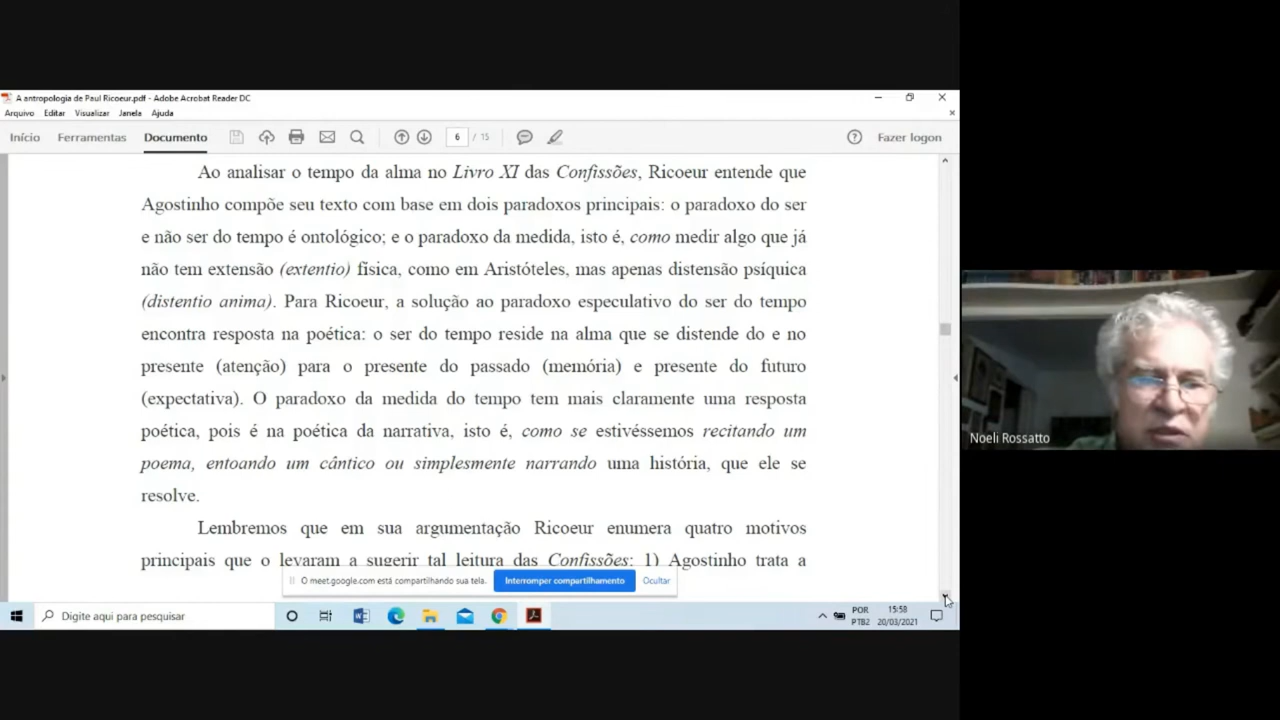 A antropologia de Paul Ricoeur.pdf - Adobe Acrobat Reader DC
Arquivo Editar Visualizar Janela Ajuda
Início Ferramentas Documento 6 / 15 Fazer logon
Ao analisar o tempo da alma no Livro XI das Confissões, Ricoeur entende que
Agostinho compõe seu texto com base em dois paradoxos principais: o paradoxo do ser
e não ser do tempo é ontológico; e o paradoxo da medida, isto é, como medir algo que já
não tem extensão (extentio) física, como em Aristóteles, mas apenas distensão psíquica
(distentio anima). Para Ricoeur, a solução ao paradoxo especulativo do ser do tempo
encontra resposta na poética: o ser do tempo reside na alma que se distende do e no
presente (atenção) para o presente do passado (memória) e presente do futuro
(expectativa). O paradoxo da medida do tempo tem mais claramente uma resposta
poética, pois é na poética da narrativa, isto é, como se estivéssemos recitando um
poema, entoando um cântico ou simplesmente narrando uma história, que ele se
resolve.
Lembremos que em sua argumentação Ricoeur enumera quatro motivos
principais que o levaram a sugerir tal leitura das Confissões: 1) Agostinho trata a
O meet.google.com está compartilhando sua tela. Interromper compartilhamento Ocultar
Digite aqui para pesquisar
POR
PTB2
15:58
20/03/2021
Noeli Rossatto